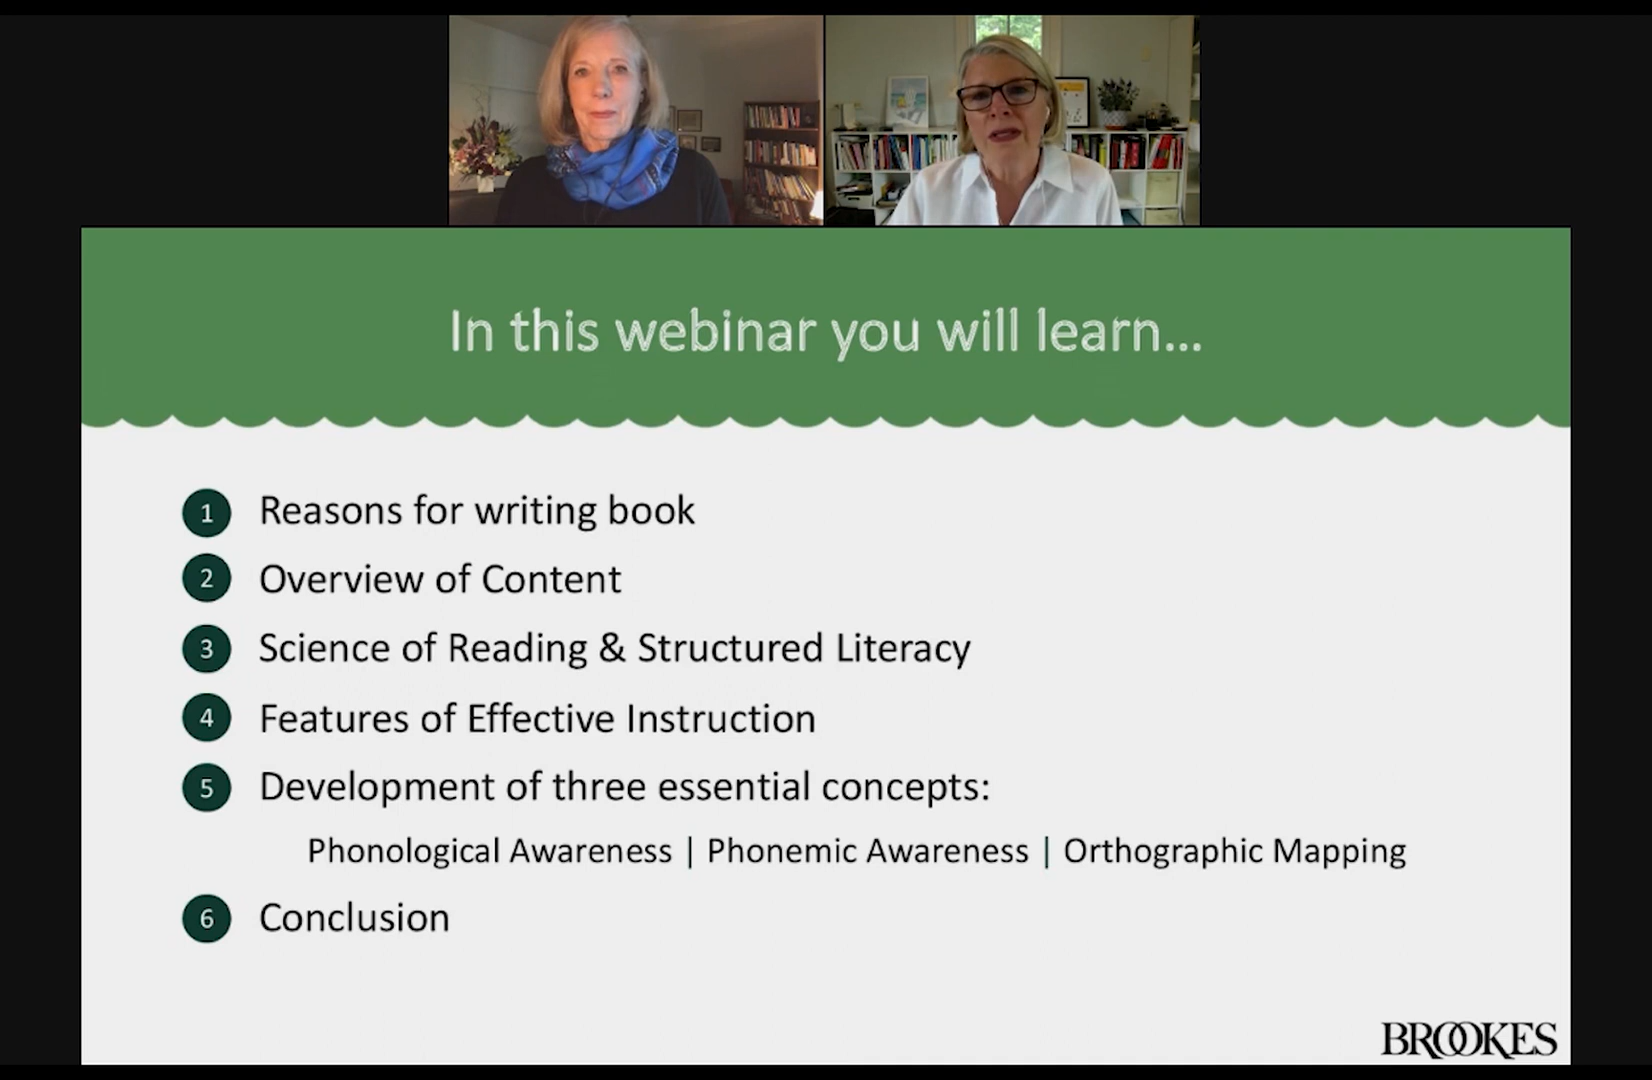 In this webinar you will learn...
1 Reasons for writing book
2 Overview of Content
3 Science of Reading & Structured Literacy
4 Features of Effective Instruction
5 Development of three essential concepts:
Phonological Awareness | Phonemic Awareness | Orthographic Mapping
6 Conclusion
BROOKES